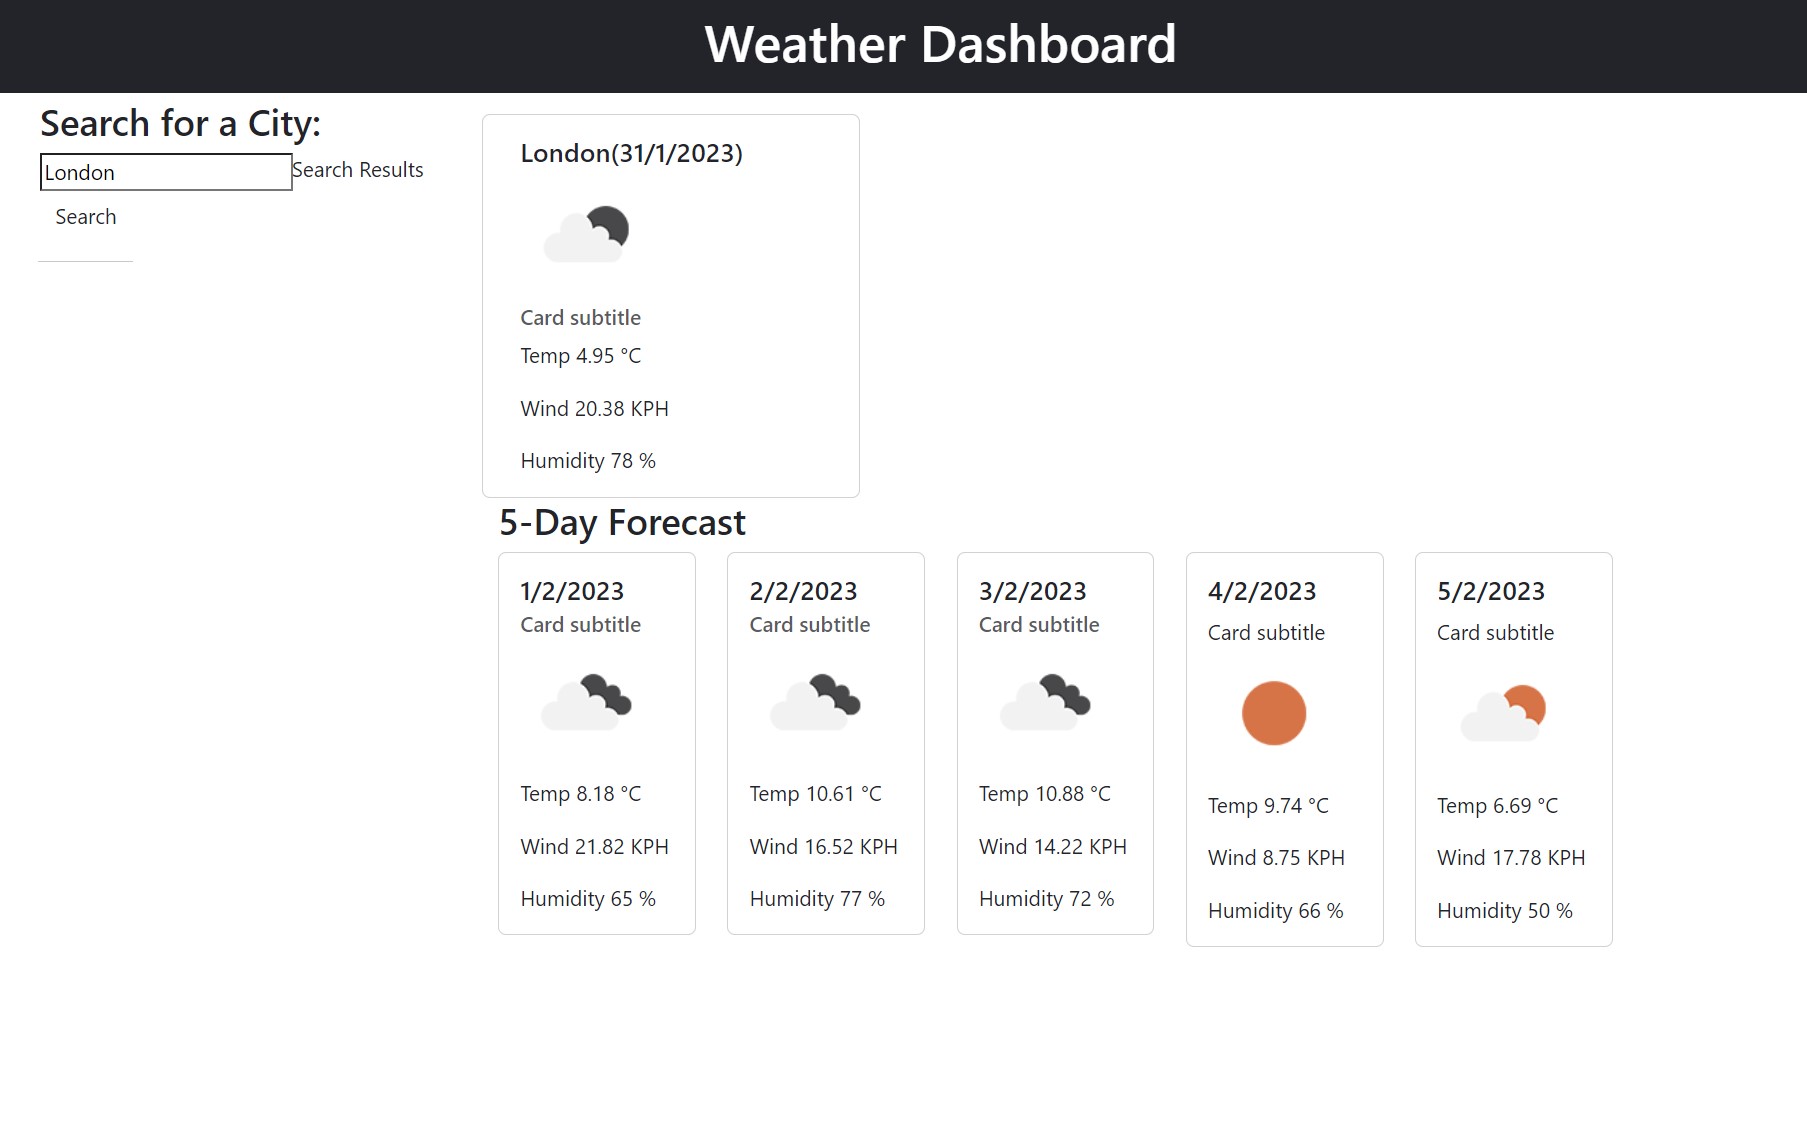 Weather Dashboard
Search for a City:
London
Search Results
Search
London(31/1/2023)
Card subtitle
Temp 4.95 °C
Wind 20.38 KPH
Humidity 78 %
5-Day Forecast
1/2/2023
Card subtitle
Temp 8.18 °C
Wind 21.82 KPH
Humidity 65 %
2/2/2023
Card subtitle
Temp 10.61 °C
Wind 16.52 KPH
Humidity 77 %
3/2/2023
Card subtitle
Temp 10.88 °C
Wind 14.22 KPH
Humidity 72 %
4/2/2023
Card subtitle
Temp 9.74 °C
Wind 8.75 KPH
Humidity 66 %
5/2/2023
Card subtitle
Temp 6.69 °C
Wind 17.78 KPH
Humidity 50 %